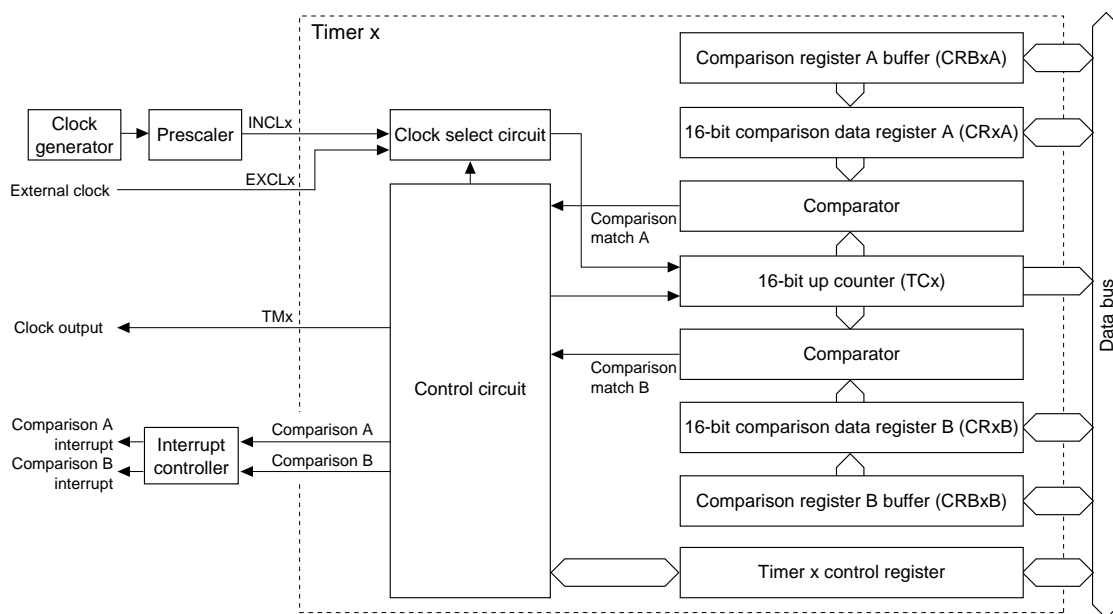 Timer x
Comparison register A buffer (CRBxA)
Clock
generator
Prescaler
INCLx
Clock select circuit
16-bit comparison data register A (CRxA)
External clock
EXCLx
Comparator
Comparison
match A
16-bit up counter (TCx)
Data bus
Clock output
TMx
Comparator
Comparison
match B
Control circuit
Comparison A
interrupt
Comparison B
interrupt
Interrupt
controller
Comparison A
Comparison B
16-bit comparison data register B (CRxB)
Comparison register B buffer (CRBxB)
Timer x control register